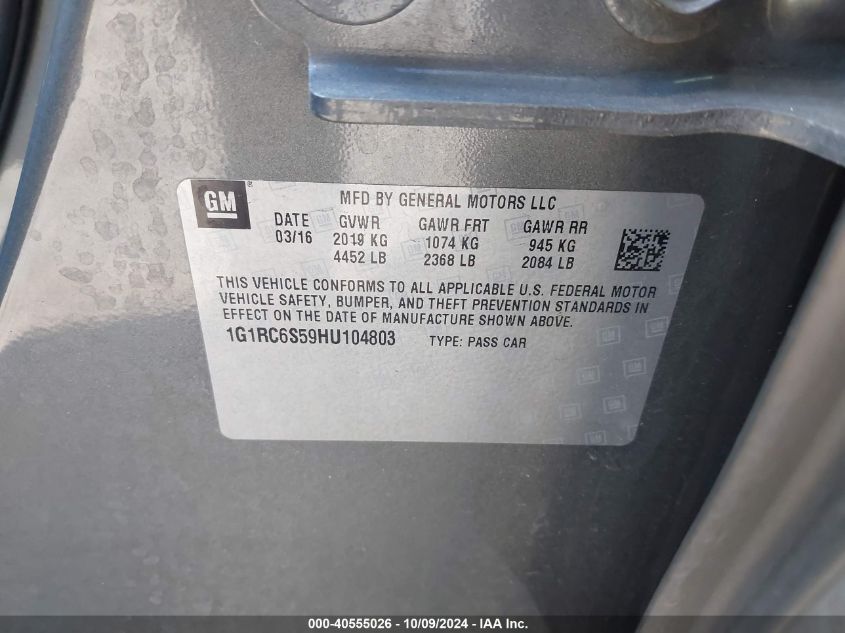 GM®
MFD BY GENERAL MOTORS LLC
DATE GVWR GAWR FRT GAWR RR
03/16 2019 KG 1074 KG 945 KG
4452 LB 2368 LB 2084 LB
THIS VEHICLE CONFORMS TO ALL APPLICABLE U.S. FEDERAL MOTOR
VEHICLE SAFETY, BUMPER, AND THEFT PREVENTION STANDARDS IN
EFFECT ON THE DATE OF MANUFACTURE SHOWN ABOVE.
1G1RC6S59HU104803 TYPE: PASS CAR
000-40555026 - 10/09/2024 - IAA Inc.